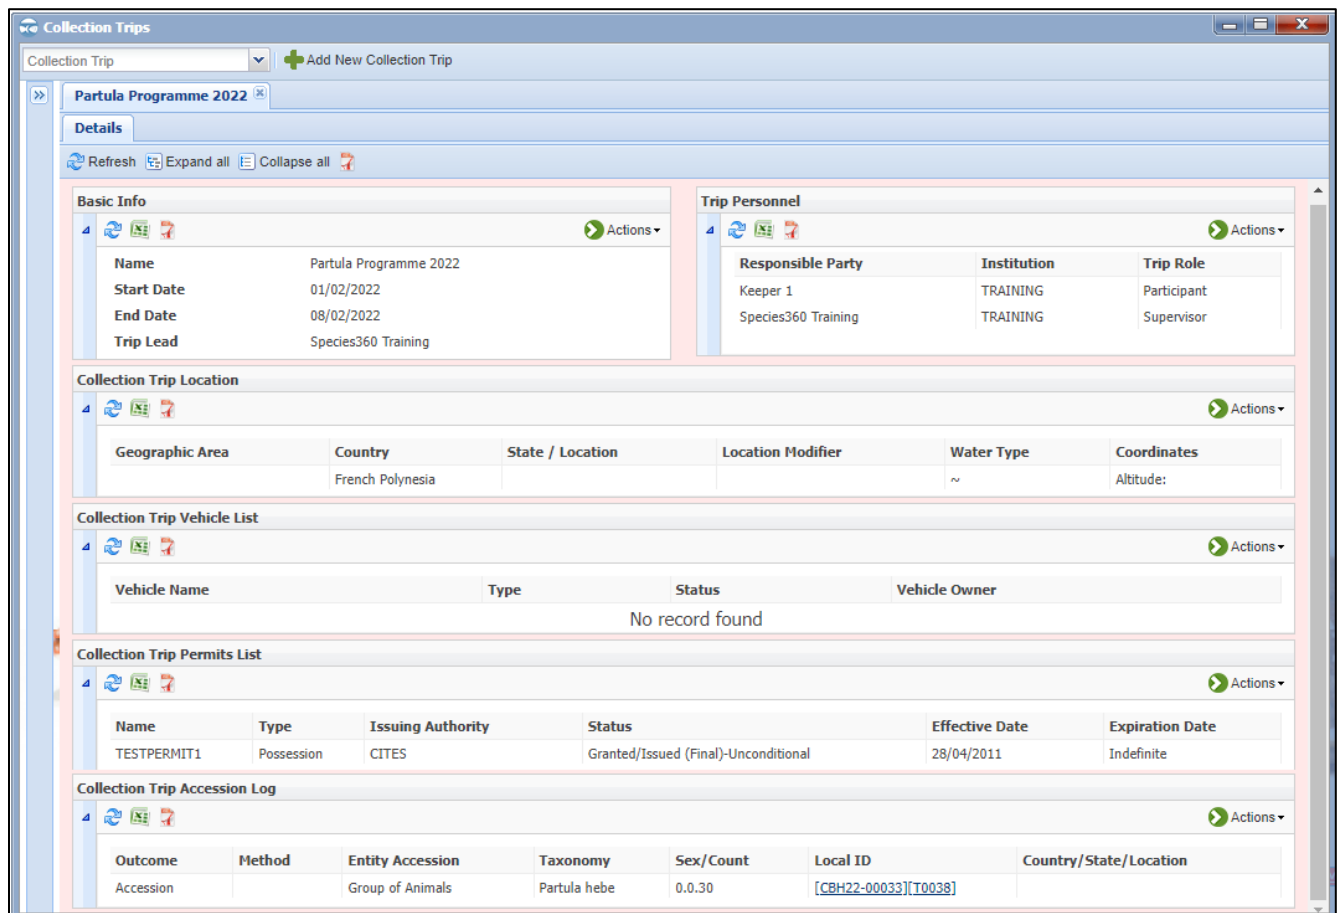 Collection Trips
Collection Trip Add New Collection Trip
Partula Programme 2022
Details
Refresh Expand all Collapse all
Basic Info
Actions
Name Partula Programme 2022
Start Date 01/02/2022
End Date 08/02/2022
Trip Lead Species360 Training
Trip Personnel
Actions
Responsible Party Institution Trip Role
Keeper 1 TRAINING Participant
Species360 Training TRAINING Supervisor
Collection Trip Location
Actions
Geographic Area Country State / Location Location Modifier Water Type Coordinates
French Polynesia ~ Altitude:
Collection Trip Vehicle List
Actions
Vehicle Name Type Status Vehicle Owner
No record found
Collection Trip Permits List
Actions
Name Type Issuing Authority Status Effective Date Expiration Date
TESTPERMIT1 Possession CITES Granted/Issued (Final)-Unconditional 28/04/2011 Indefinite
Collection Trip Accession Log
Actions
Outcome Method Entity Accession Taxonomy Sex/Count Local ID Country/State/Location
Accession Group of Animals Partula hebe 0.0.30 [CBH22-00033][T0038]